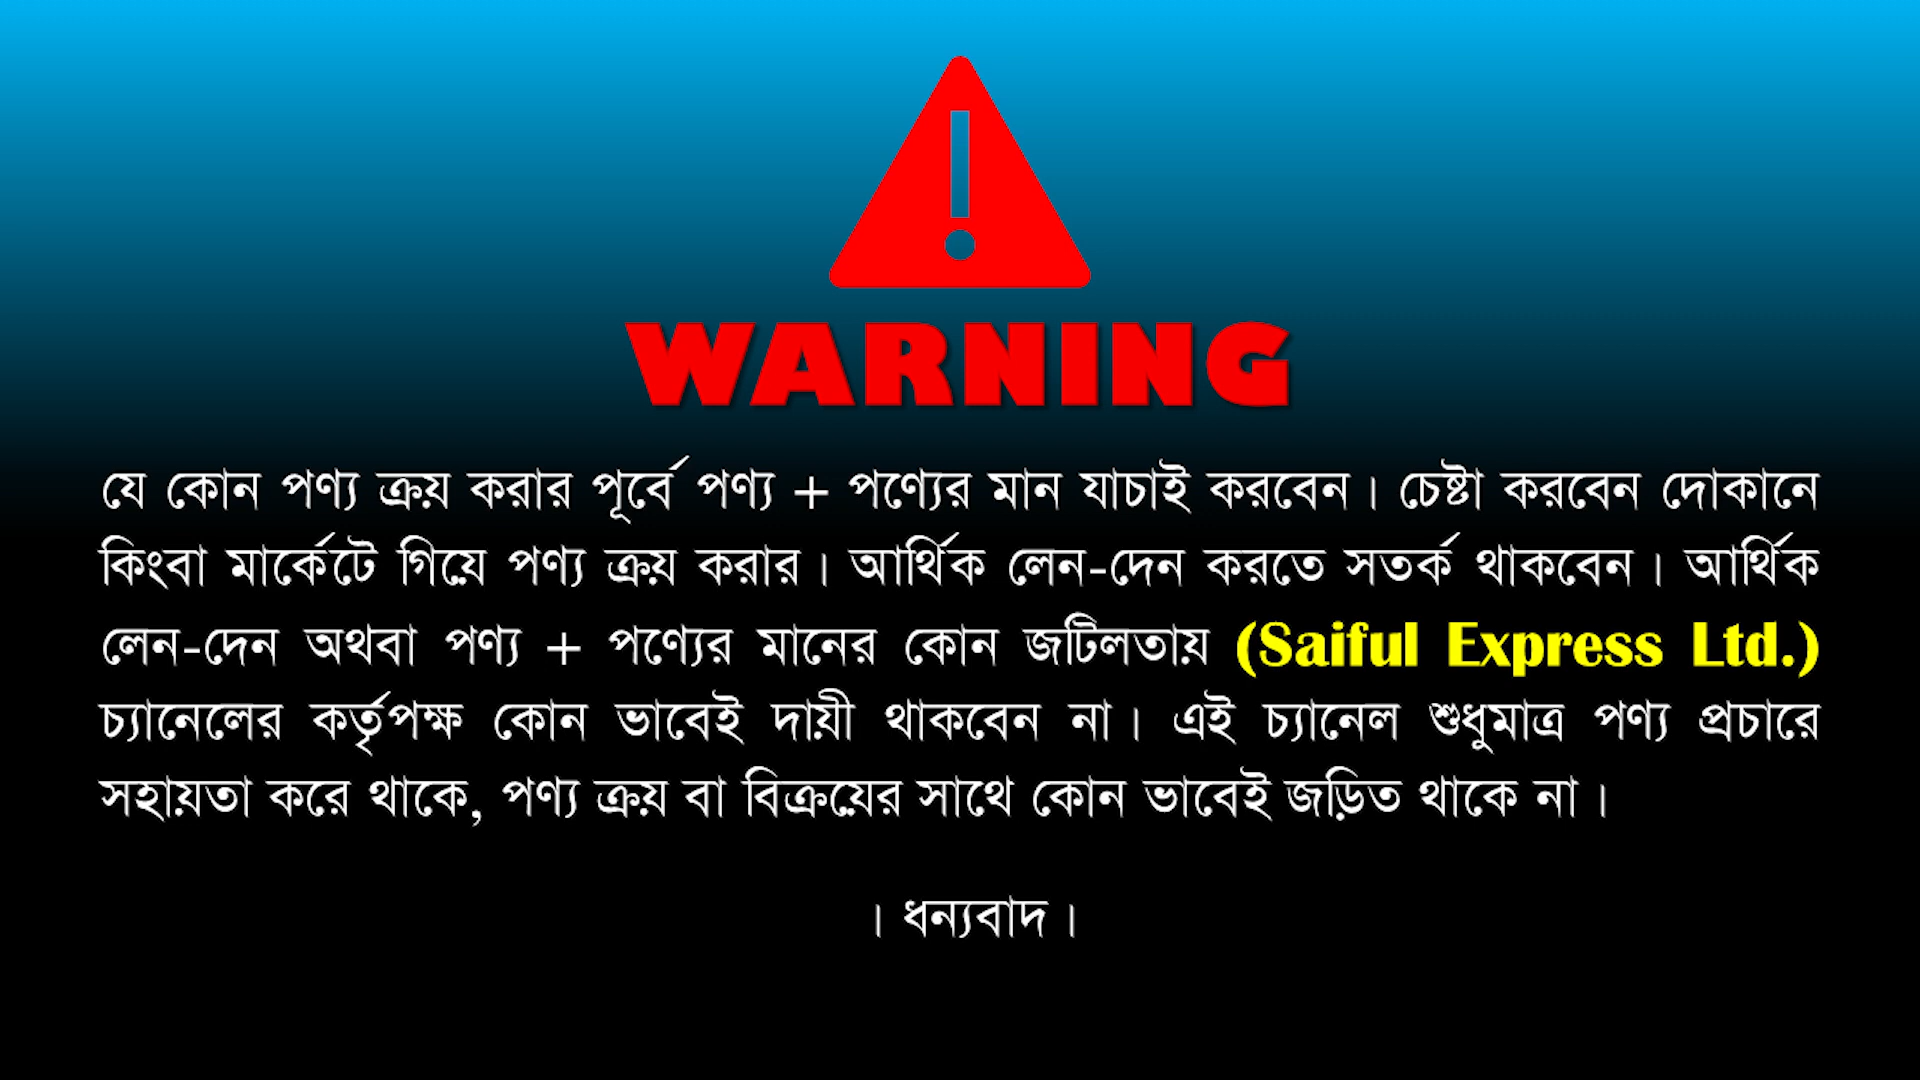 WARNING
যে কোন পণ্য ক্রয় করার পূর্বে পণ্য + পণ্যের মান যাচাই করবেন। চেষ্টা করবেন দোকানে
কিংবা মার্কেটে গিয়ে পণ্য ক্রয় করার। আর্থিক লেন-দেন করতে সতর্ক থাকবেন। আর্থিক
লেন-দেন অথবা পণ্য + পণ্যের মানের কোন জটিলতায় (Saiful Express Ltd.)
চ্যানেলের কর্তৃপক্ষ কোন ভাবেই দায়ী থাকবেন না। এই চ্যানেল শুধুমাত্র পণ্য প্রচারে
সহায়তা করে থাকে, পণ্য ক্রয় বা বিক্রয়ের সাথে কোন ভাবেই জড়িত থাকে না।
। ধন্যবাদ ।